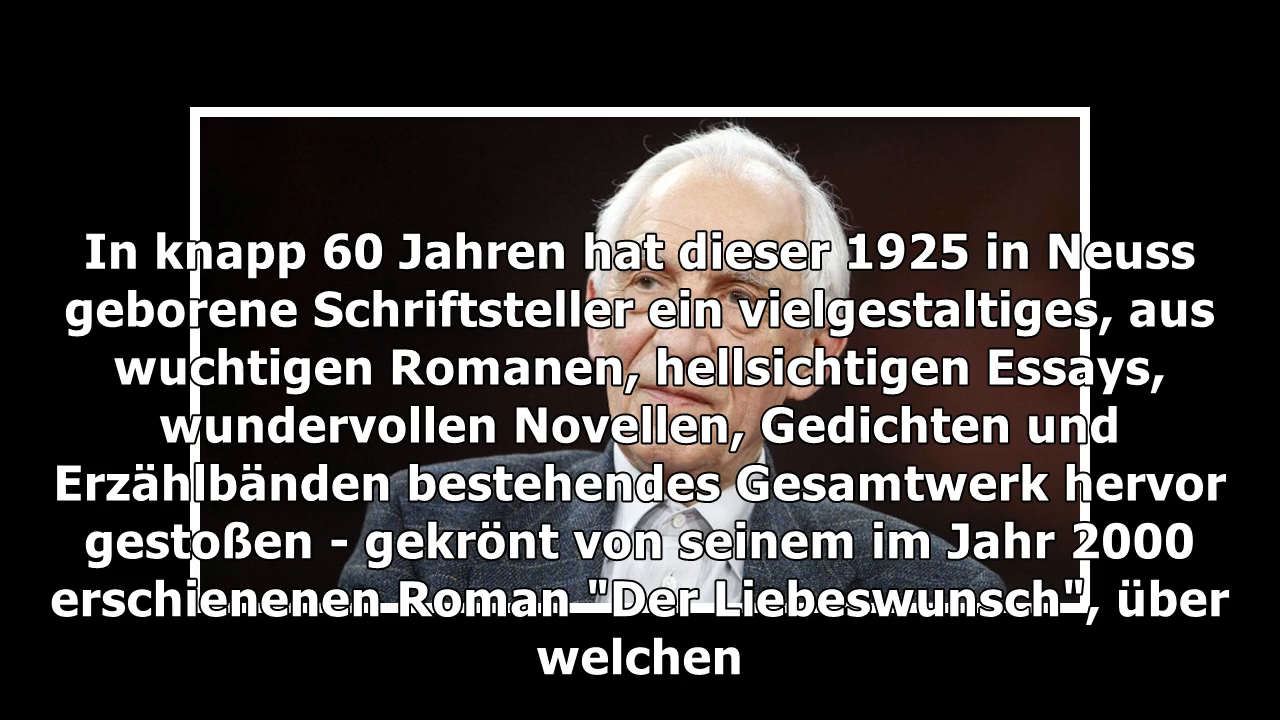 In knapp 60 Jahren hat dieser 1925 in Neuss
geborene Schriftsteller ein vielgestaltiges, aus
wuchtigen Romanen, hellsichtigen Essays,
wundervollen Novellen, Gedichten und
Erzählbänden bestehendes Gesamtwerk hervor
gestoßen - gekrönt von seinem im Jahr 2000
erschienenen Roman "Der Liebeswunsch", über
welchen